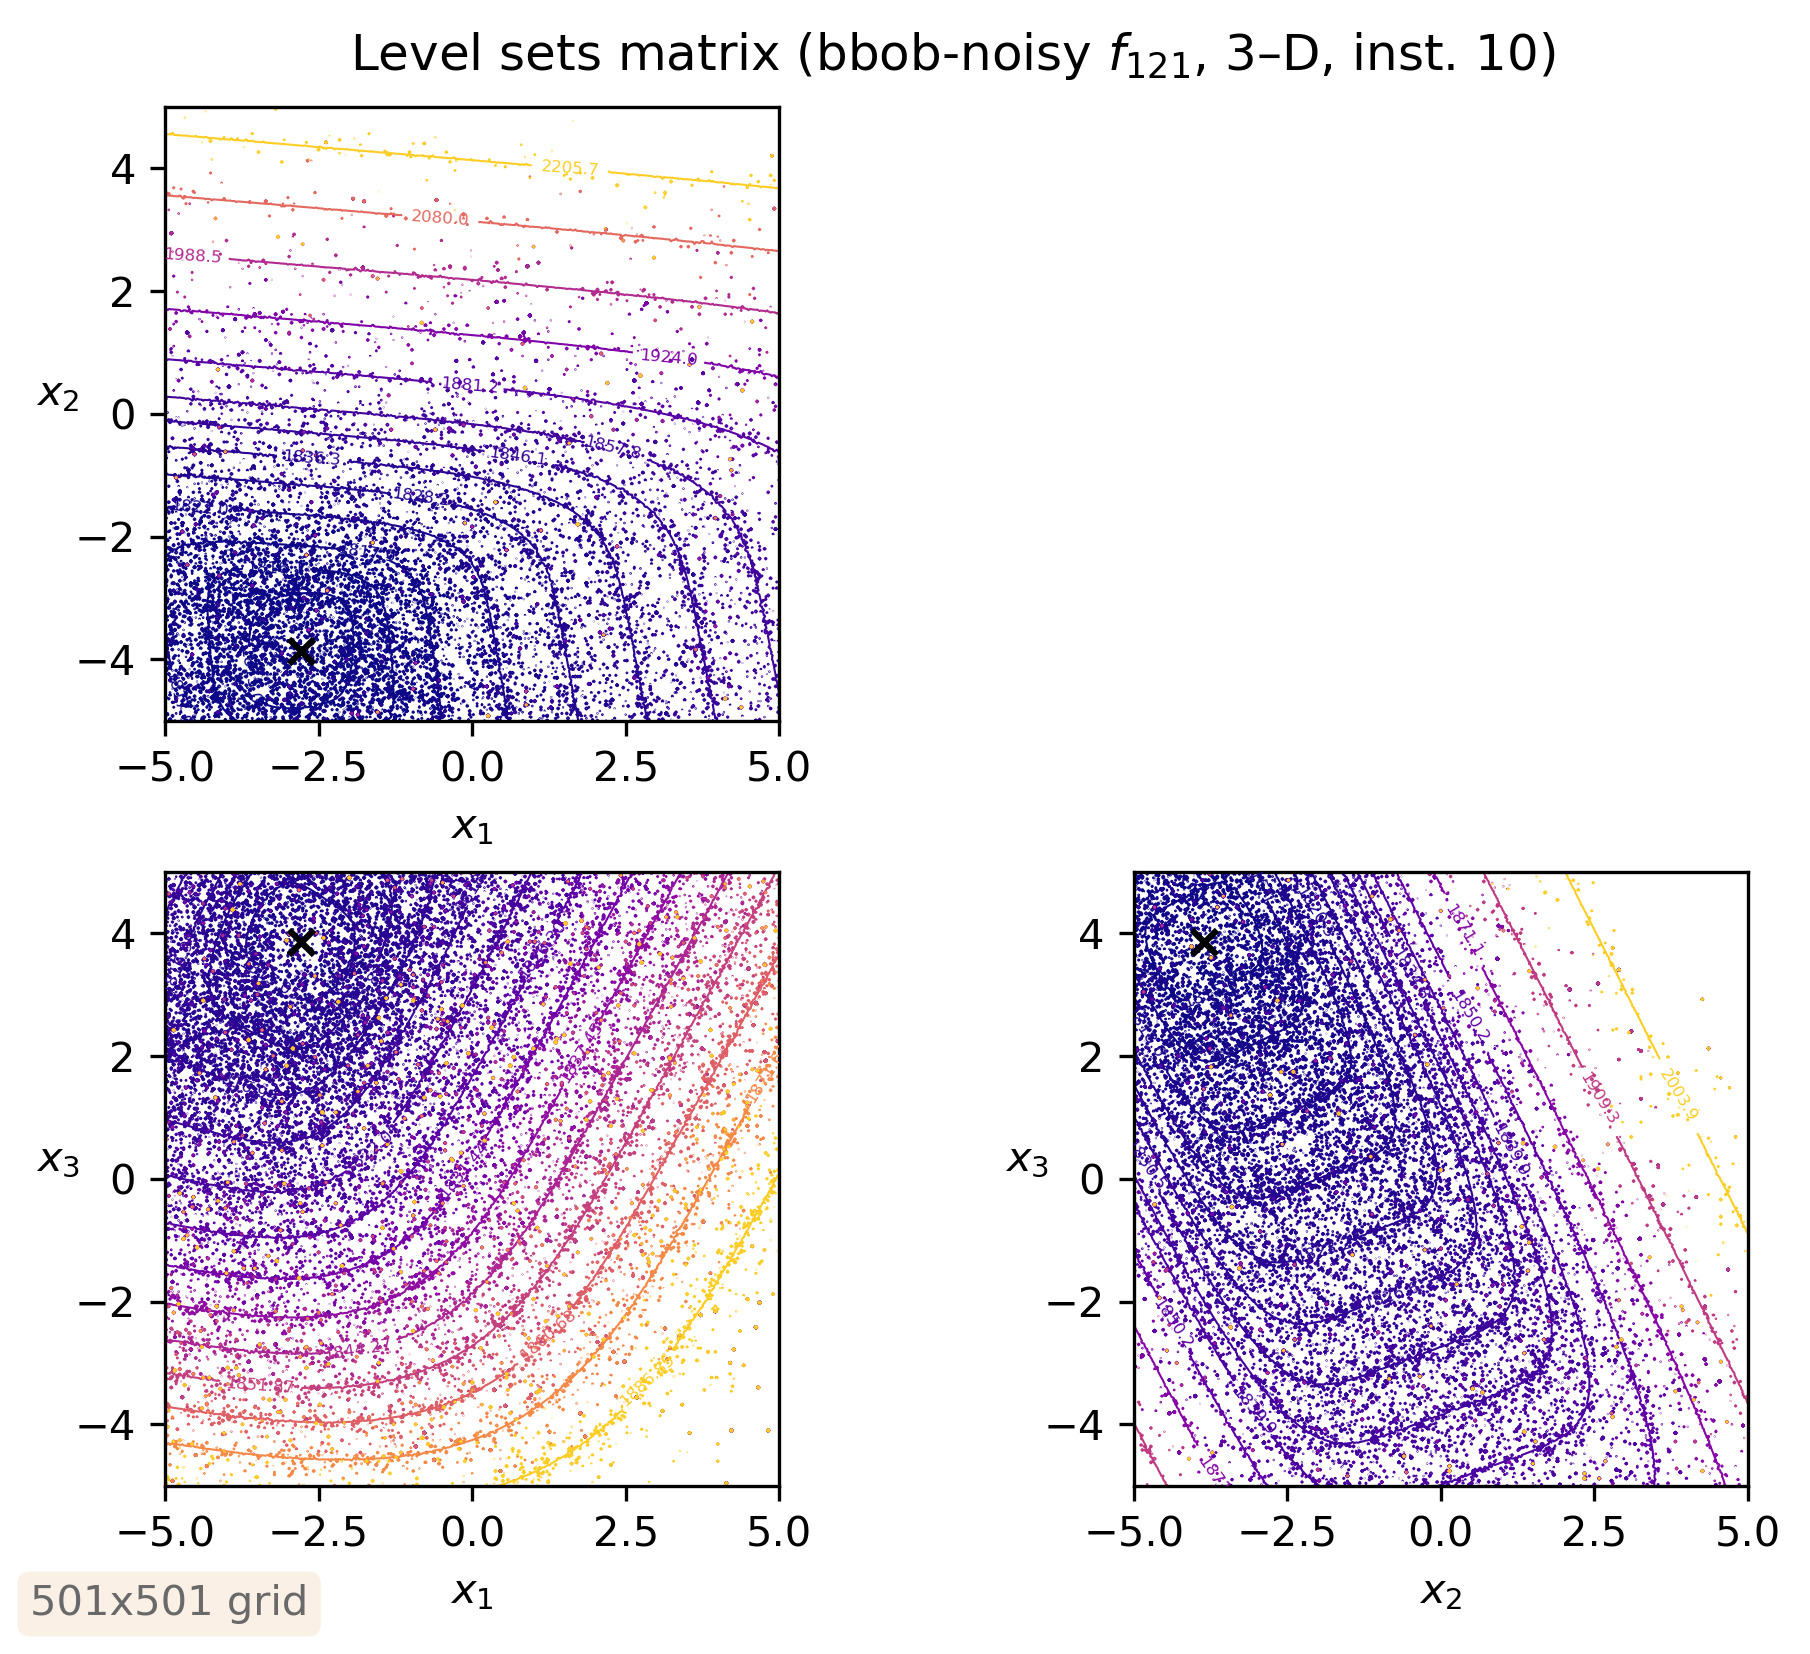 Level sets matrix (bbob-noisy f121, 3–D, inst. 10)
4
2
0
−2
−4
x2
2205.7
2080.0
1988.5
1924.0
1881.2
1857.8
1846.1
1836.3
−5.0 −2.5 0.0 2.5 5.0
x1
4
2
0
−2
−4
x3
−5.0 −2.5 0.0 2.5 5.0
x1
4
2
0
−2
−4
x3
1871.1
1850.2
1909.3
2003.9
1839.0
1850.2
−5.0 −2.5 0.0 2.5 5.0
x2
501x501 grid